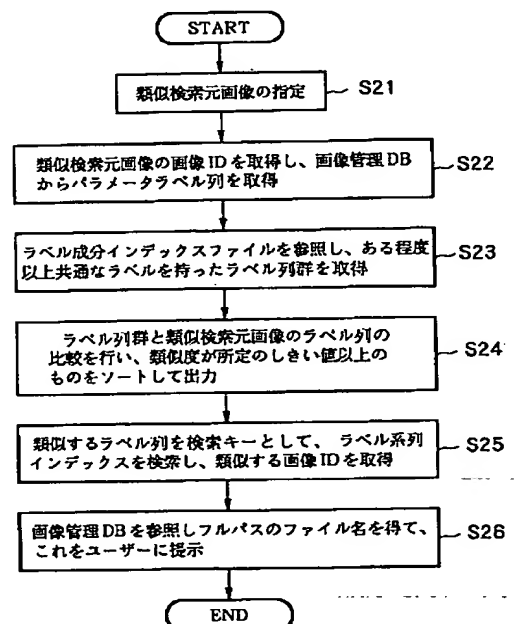 START
類似検索元画像の指定
S21
類似検索元画像の画像IDを取得し、画像管理DB
からパラメータラベル列を取得
S22
ラベル成分インデックスファイルを参照し、ある程度
以上共通なラベルを持ったラベル列群を取得
S23
ラベル列群と類似検索元画像のラベル列の
比較を行い、類似度が所定のしきい値以上の
ものをソートして出力
S24
類似するラベル列を検索キーとして、 ラベル系列
インデックスを検索し、類似する画像IDを取得
S25
画像管理DBを参照しフルパスのファイル名を得て、
これをユーザーに提示
S26
END